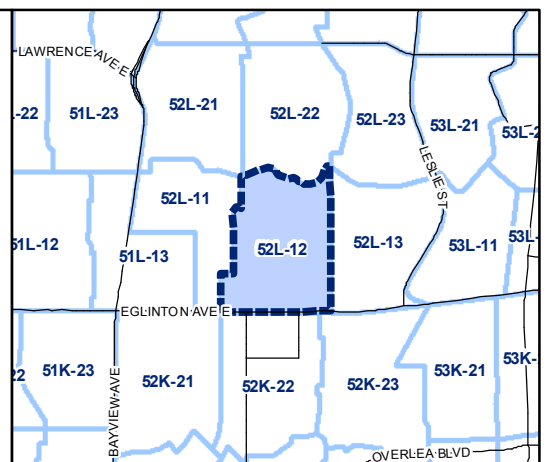 LAWRENCE AVE E
-22
51L-23
52L-21
52L-22
52L-23
53L-21
53L-2
LESLIE ST
51L-12
52L-11
51L-13
52L-12
52L-13
53L-11
53L-
EGLINTON AVE E
22
51K-23
52K-21
52K-22
52K-23
53K-21
53K-
BAYVIEW AVE
OVERLEA BLVD